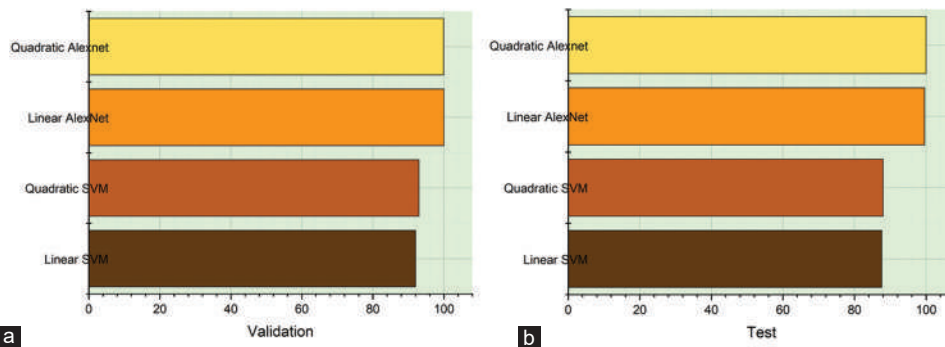 Quadratic Alexnet
Linear AlexNet
Quadratic SVM
Linear SVM
0 20 40 60 80 100
Validation
a
Quadratic Alexnet
Linear AlexNet
Quadratic SVM
Linear SVM
0 20 40 60 80 100
Test
b